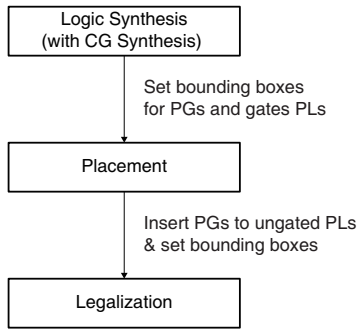 Logic Synthesis
(with CG Synthesis)
Set bounding boxes
for PGs and gates PLs
Placement
Insert PGs to ungated PLs
& set bounding boxes
Legalization